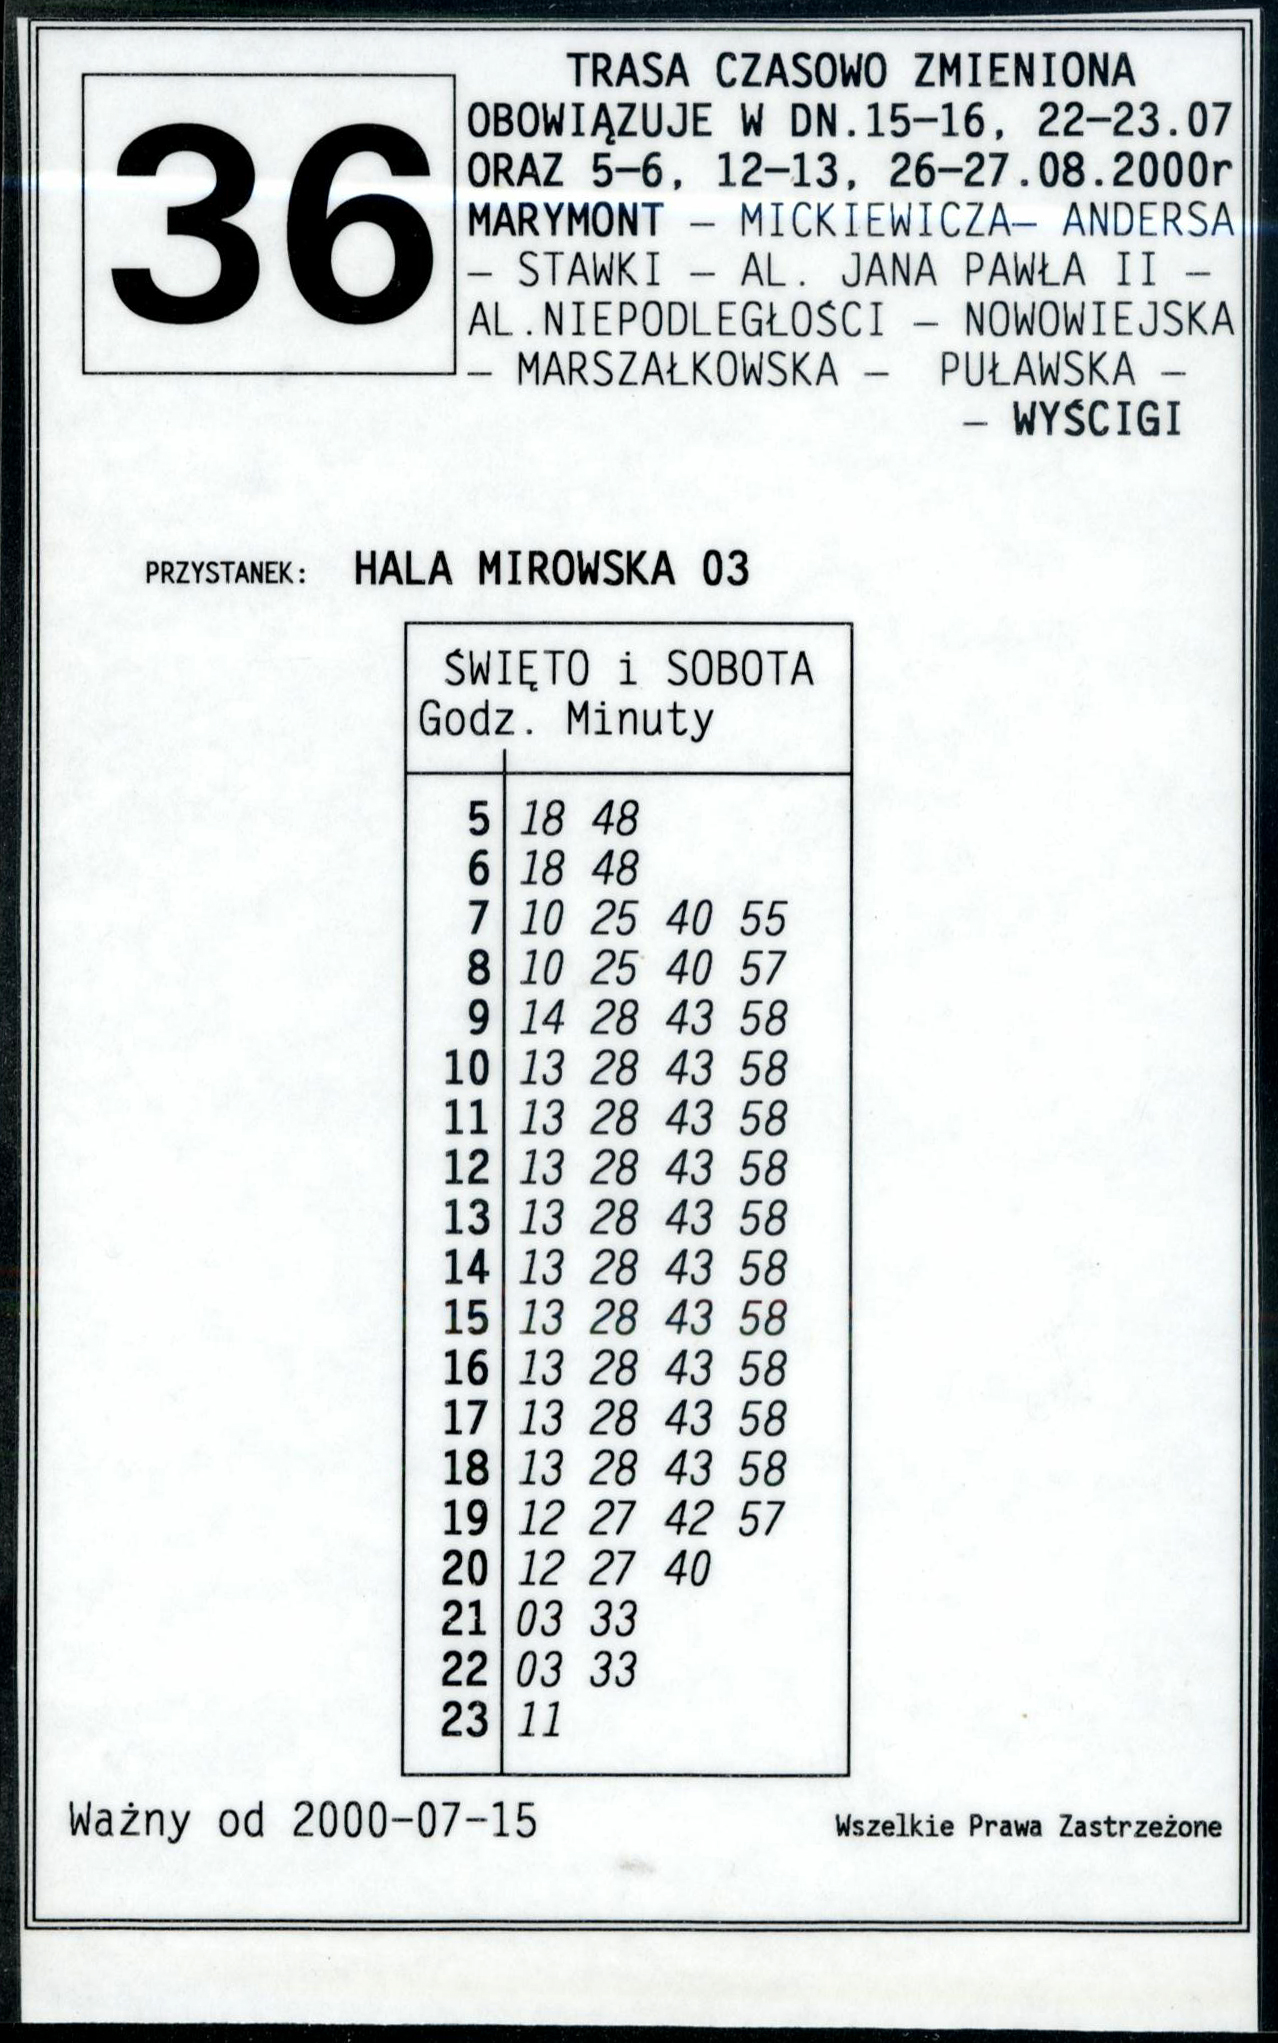 36
TRASA CZASOWO ZMIENIONA
OBOWIĄZUJE W DN.15–16, 22–23.07
ORAZ 5–6, 12–13, 26–27.08.2000r
MARYMONT – MICKIEWICZA– ANDERSA
– STAWKI – AL. JANA PAWŁA II –
AL.NIEPODLEGŁOŚCI – NOWOWIEJSKA
– MARSZAŁKOWSKA – PUŁAWSKA –
– WYŚCIGI
PRZYSTANEK: HALA MIROWSKA 03
ŚWIĘTO i SOBOTA
Godz. Minuty
5 18 48
6 18 48
7 10 25 40 55
8 10 25 40 57
9 14 28 43 58
10 13 28 43 58
11 13 28 43 58
12 13 28 43 58
13 13 28 43 58
14 13 28 43 58
15 13 28 43 58
16 13 28 43 58
17 13 28 43 58
18 13 28 43 58
19 12 27 42 57
20 12 27 40
21 03 33
22 03 33
23 11
Ważny od 2000–07–15
Wszelkie Prawa Zastrzeżone